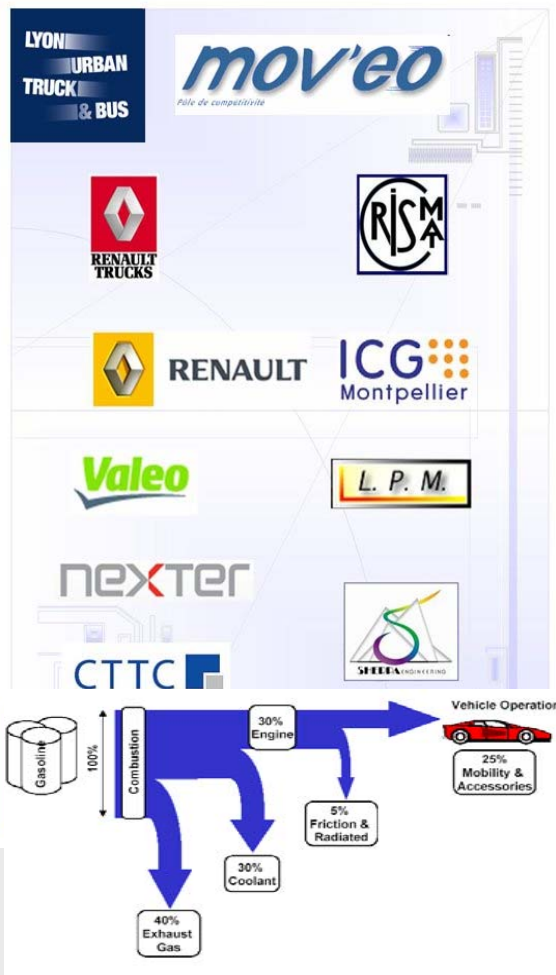 LYON
URBAN
TRUCK
& BUS
mov'eo
Pôle de compétitivité
RENAULT
TRUCKS
CRISMAT
RENAULT
ICG
Montpellier
Valeo
L. P. M.
nexter
SHERPA ENGINEERING
CTTC
Gasoline
100%
Combustion
30%
Engine
Vehicle Operation
25%
Mobility &
Accessories
5%
Friction &
Radiated
30%
Coolant
40%
Exhaust
Gas